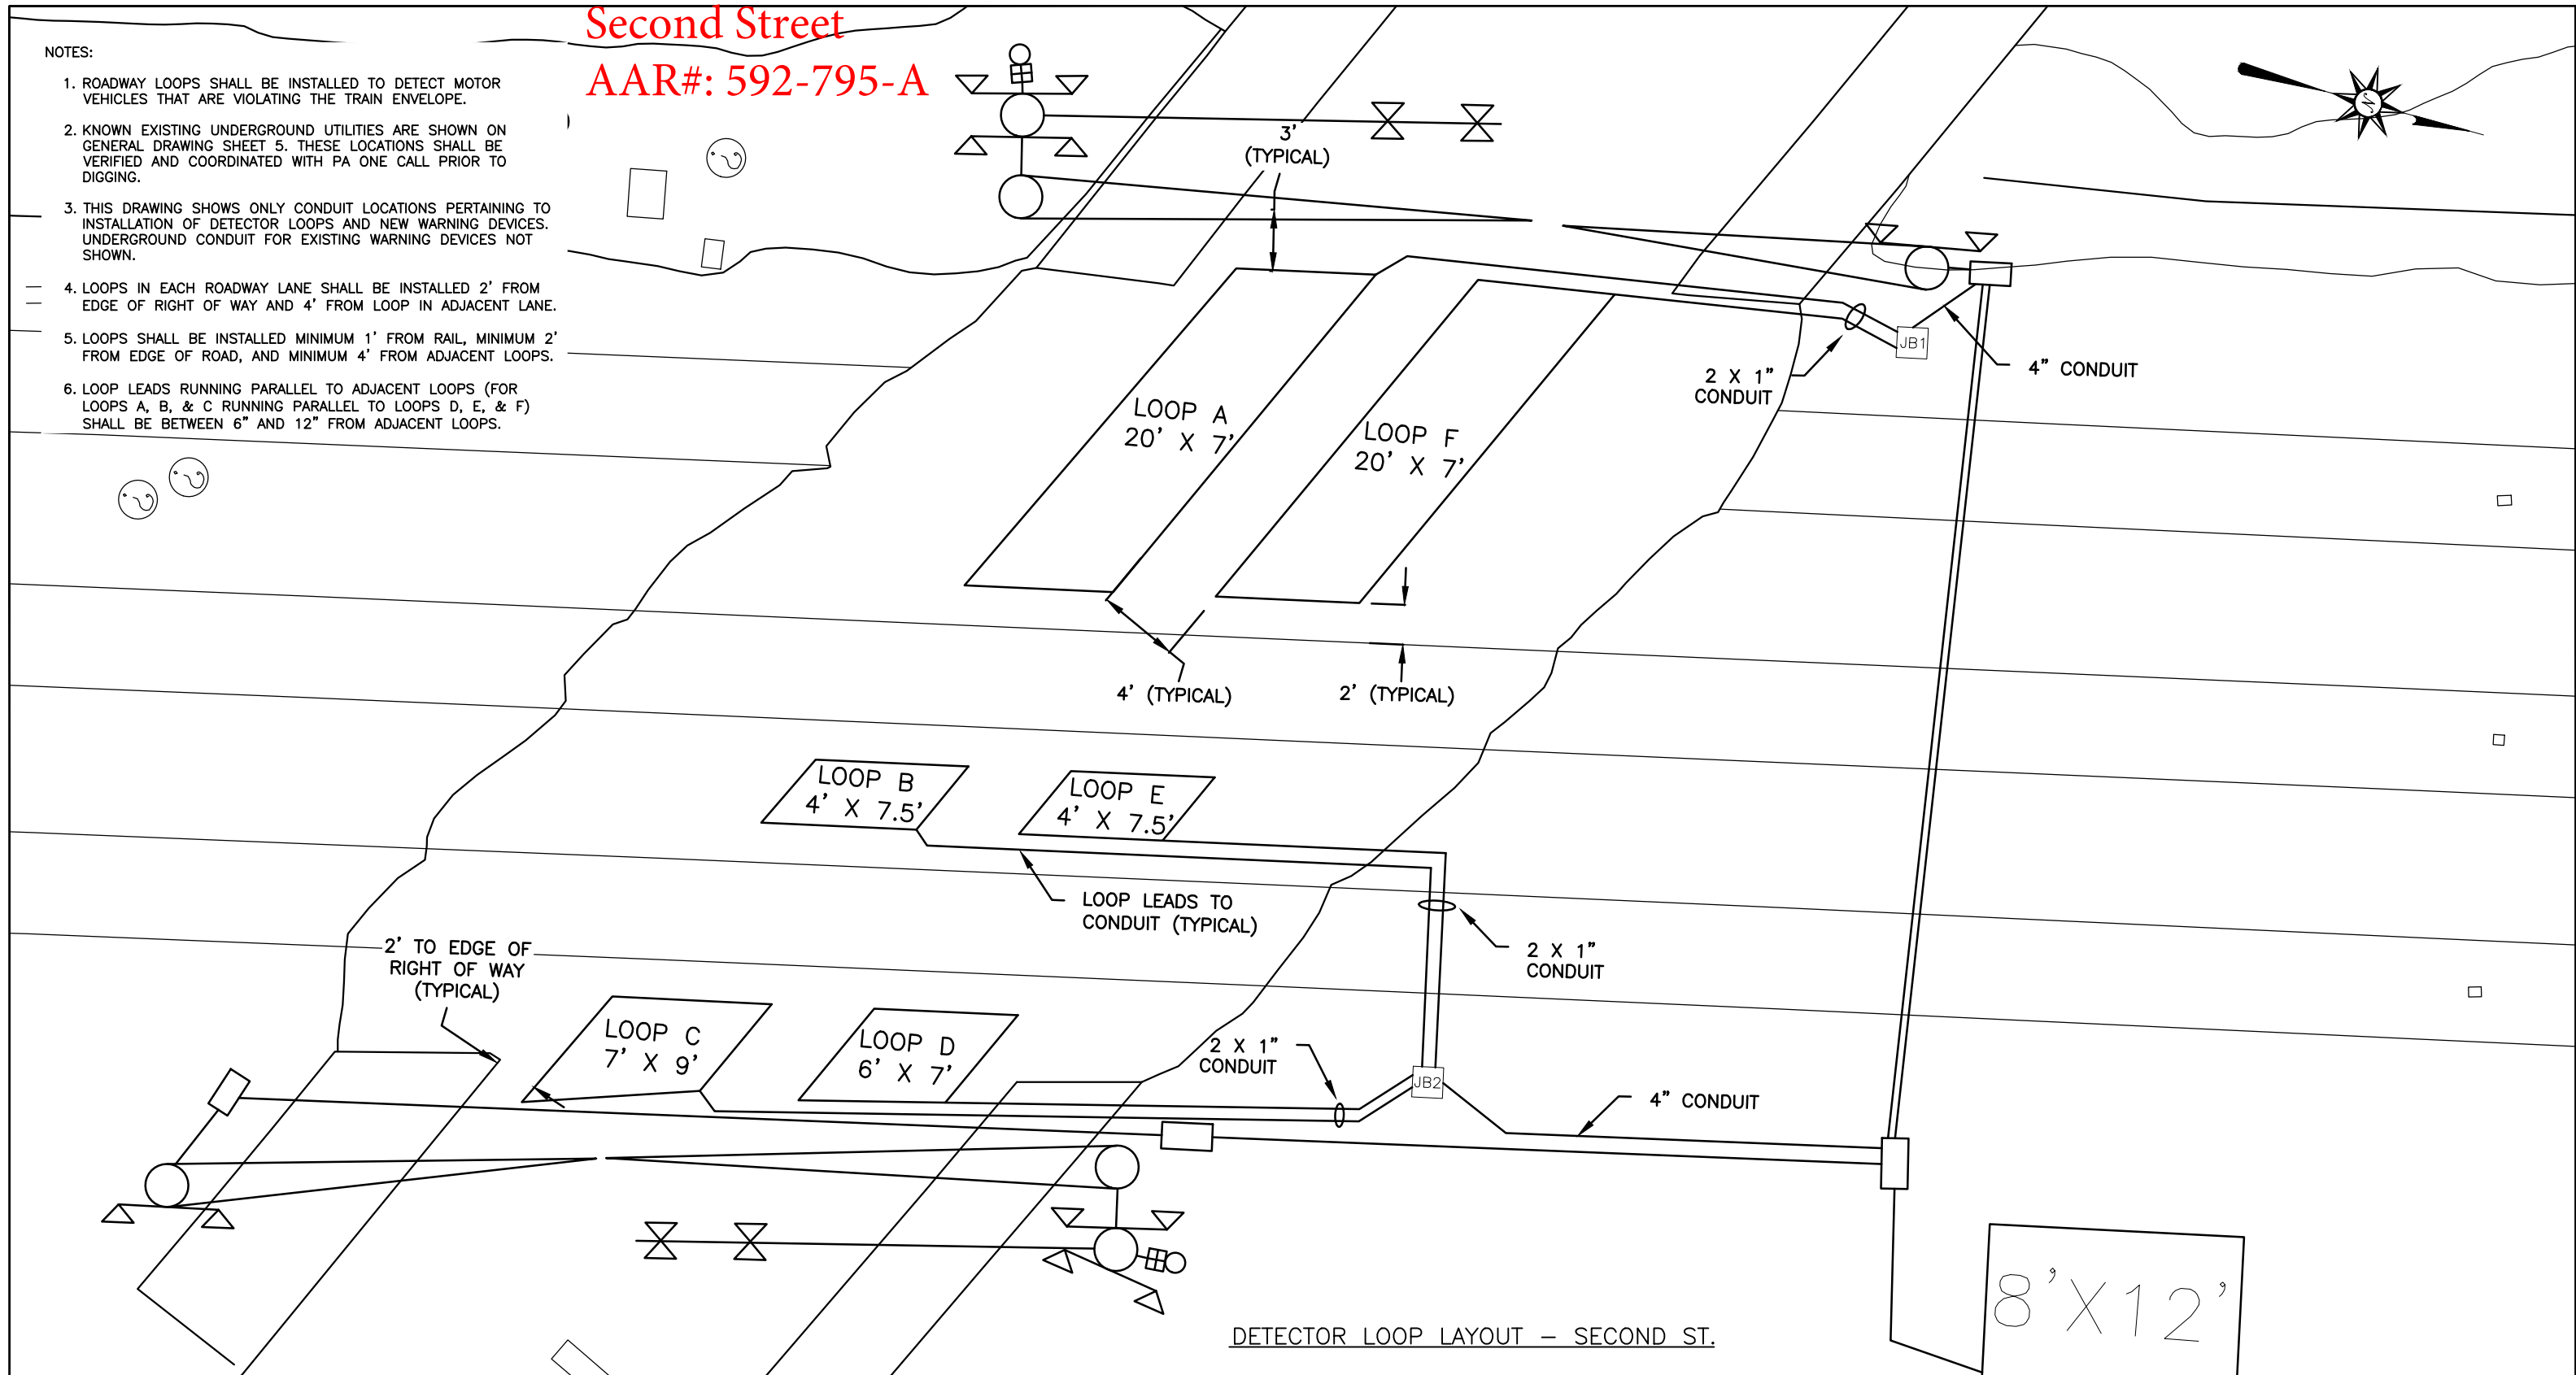 Second Street
AAR#: 592-795-A
NOTES:
1. ROADWAY LOOPS SHALL BE INSTALLED TO DETECT MOTOR
VEHICLES THAT ARE VIOLATING THE TRAIN ENVELOPE.
2. KNOWN EXISTING UNDERGROUND UTILITIES ARE SHOWN ON
GENERAL DRAWING SHEET 5. THESE LOCATIONS SHALL BE
VERIFIED AND COORDINATED WITH PA ONE CALL PRIOR TO
DIGGING.
3. THIS DRAWING SHOWS ONLY CONDUIT LOCATIONS PERTAINING TO
INSTALLATION OF DETECTOR LOOPS AND NEW WARNING DEVICES.
UNDERGROUND CONDUIT FOR EXISTING WARNING DEVICES NOT
SHOWN.
4. LOOPS IN EACH ROADWAY LANE SHALL BE INSTALLED 2' FROM
EDGE OF RIGHT OF WAY AND 4' FROM LOOP IN ADJACENT LANE.
5. LOOPS SHALL BE INSTALLED MINIMUM 1' FROM RAIL, MINIMUM 2'
FROM EDGE OF ROAD, AND MINIMUM 4' FROM ADJACENT LOOPS.
6. LOOP LEADS RUNNING PARALLEL TO ADJACENT LOOPS (FOR
LOOPS A, B, & C RUNNING PARALLEL TO LOOPS D, E, & F)
SHALL BE BETWEEN 6" AND 12" FROM ADJACENT LOOPS.
3'
(TYPICAL)
N
JB1
2 X 1"
CONDUIT
4" CONDUIT
LOOP A
20' X 7'
LOOP F
20' X 7'
4' (TYPICAL)
2' (TYPICAL)
LOOP B
4' X 7.5'
LOOP E
4' X 7.5'
LOOP LEADS TO
CONDUIT (TYPICAL)
2 X 1"
CONDUIT
2' TO EDGE OF
RIGHT OF WAY
(TYPICAL)
LOOP C
7' X 9'
LOOP D
6' X 7'
2 X 1"
CONDUIT
JB2
4" CONDUIT
8'X12'
DETECTOR LOOP LAYOUT – SECOND ST.